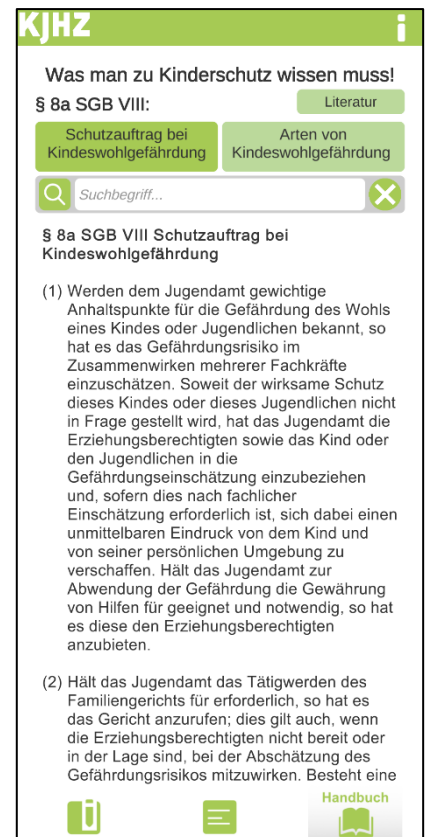 KJHZ i
Was man zu Kinderschutz wissen muss!
§ 8a SGB VIII: Literatur
Schutzauftrag bei
Kindeswohlgefährdung
Arten von
Kindeswohlgefährdung
Suchbegriff...
§ 8a SGB VIII Schutzauftrag bei
Kindeswohlgefährdung
(1) Werden dem Jugendamt gewichtige
Anhaltspunkte für die Gefährdung des Wohls
eines Kindes oder Jugendlichen bekannt, so
hat es das Gefährdungsrisiko im
Zusammenwirken mehrerer Fachkräfte
einzuschätzen. Soweit der wirksame Schutz
dieses Kindes oder dieses Jugendlichen nicht
in Frage gestellt wird, hat das Jugendamt die
Erziehungsberechtigten sowie das Kind oder
den Jugendlichen in die
Gefährdungseinschätzung einzubeziehen
und, sofern dies nach fachlicher
Einschätzung erforderlich ist, sich dabei einen
unmittelbaren Eindruck von dem Kind und
von seiner persönlichen Umgebung zu
verschaffen. Hält das Jugendamt zur
Abwendung der Gefährdung die Gewährung
von Hilfen für geeignet und notwendig, so hat
es diese den Erziehungsberechtigten
anzubieten.
(2) Hält das Jugendamt das Tätigwerden des
Familiengerichts für erforderlich, so hat es
das Gericht anzurufen; dies gilt auch, wenn
die Erziehungsberechtigten nicht bereit oder
in der Lage sind, bei der Abschätzung des
Gefährdungsrisikos mitzuwirken. Besteht eine
Handbuch